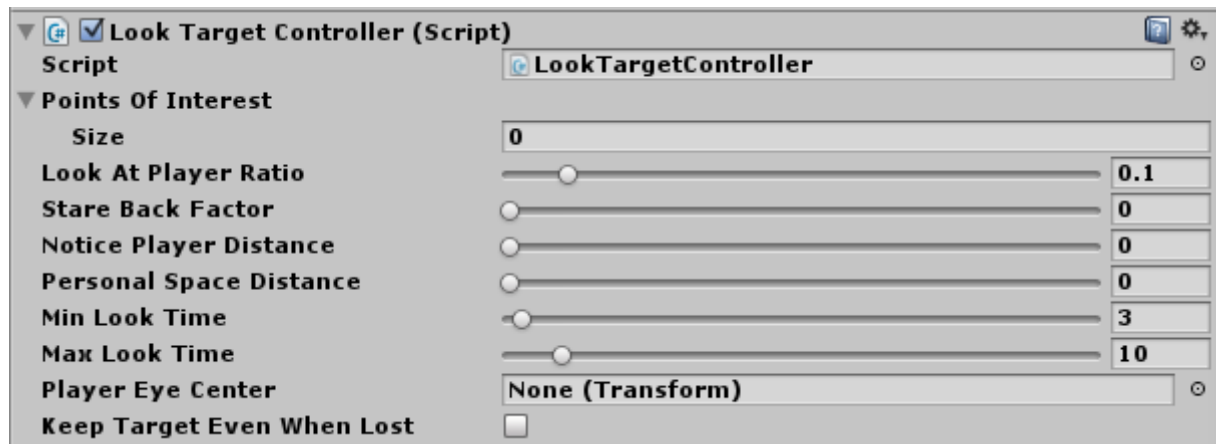 Look Target Controller (Script)
Script LookTargetController
Points Of Interest
Size 0
Look At Player Ratio 0.1
Stare Back Factor 0
Notice Player Distance 0
Personal Space Distance 0
Min Look Time 3
Max Look Time 10
Player Eye Center None (Transform)
Keep Target Even When Lost